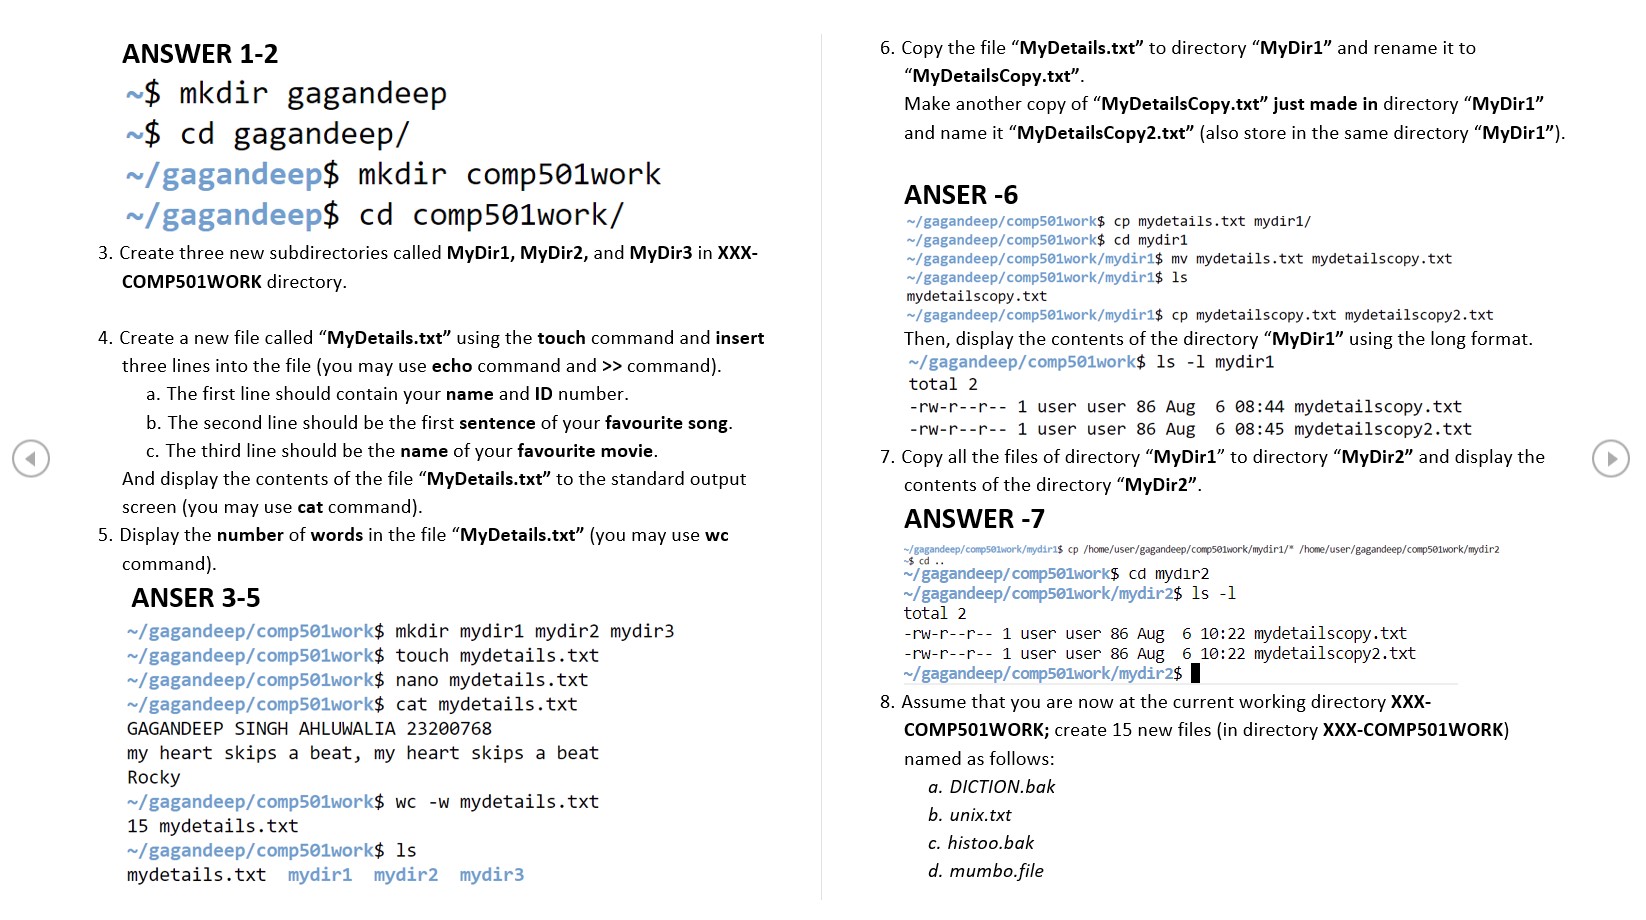 ANSWER 1-2
~$ mkdir gagandeep
~$ cd gagandeep/
~/gagandeep$ mkdir comp501work
~/gagandeep$ cd comp501work/
3. Create three new subdirectories called MyDir1, MyDir2, and MyDir3 in XXX-
COMP501WORK directory.
4. Create a new file called “MyDetails.txt” using the touch command and insert
three lines into the file (you may use echo command and >> command).
a. The first line should contain your name and ID number.
b. The second line should be the first sentence of your favourite song.
c. The third line should be the name of your favourite movie.
And display the contents of the file “MyDetails.txt” to the standard output
screen (you may use cat command).
5. Display the number of words in the file “MyDetails.txt” (you may use wc
command).
ANSER 3-5
~/gagandeep/comp501work$ mkdir mydir1 mydir2 mydir3
~/gagandeep/comp501work$ touch mydetails.txt
~/gagandeep/comp501work$ nano mydetails.txt
~/gagandeep/comp501work$ cat mydetails.txt
GAGANDEEP SINGH AHLUWALIA 23200768
my heart skips a beat, my heart skips a beat
Rocky
~/gagandeep/comp501work$ wc -w mydetails.txt
15 mydetails.txt
~/gagandeep/comp501work$ ls
mydetails.txt mydir1 mydir2 mydir3
6. Copy the file “MyDetails.txt” to directory “MyDir1” and rename it to
“MyDetailsCopy.txt”.
Make another copy of “MyDetailsCopy.txt” just made in directory “MyDir1”
and name it “MyDetailsCopy2.txt” (also store in the same directory “MyDir1”).
ANSER -6
~/gagandeep/comp501work$ cp mydetails.txt mydir1/
~/gagandeep/comp501work$ cd mydir1
~/gagandeep/comp501work/mydir1$ mv mydetails.txt mydetailscopy.txt
~/gagandeep/comp501work/mydir1$ ls
mydetailscopy.txt
~/gagandeep/comp501work/mydir1$ cp mydetailscopy.txt mydetailscopy2.txt
Then, display the contents of the directory “MyDir1” using the long format.
~/gagandeep/comp501work$ ls -l mydir1
total 2
-rw-r--r-- 1 user user 86 Aug 6 08:44 mydetailscopy.txt
-rw-r--r-- 1 user user 86 Aug 6 08:45 mydetailscopy2.txt
7. Copy all the files of directory “MyDir1” to directory “MyDir2” and display the
contents of the directory “MyDir2”.
ANSWER -7
~/gagandeep/comp501work/mydir1$ cp /home/user/gagandeep/comp501work/mydir1/* /home/user/gagandeep/comp501work/mydir2
~$ cd ..
~/gagandeep/comp501work$ cd mydir2
~/gagandeep/comp501work/mydir2$ ls -l
total 2
-rw-r--r-- 1 user user 86 Aug 6 10:22 mydetailscopy.txt
-rw-r--r-- 1 user user 86 Aug 6 10:22 mydetailscopy2.txt
~/gagandeep/comp501work/mydir2$
8. Assume that you are now at the current working directory XXX-
COMP501WORK; create 15 new files (in directory XXX-COMP501WORK)
named as follows:
a. DICTION.bak
b. unix.txt
c. histoo.bak
d. mumbo.file